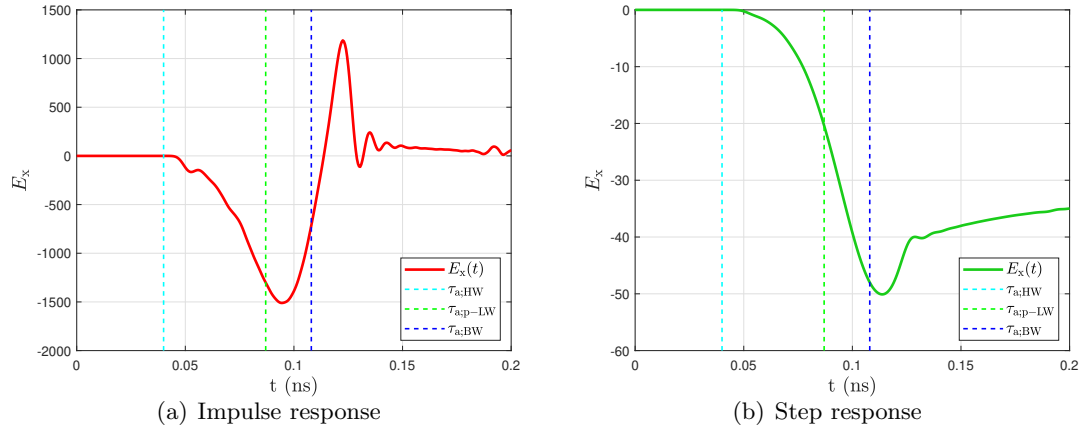 1500
1000
500
0
-500
-1000
-1500
-2000
E_x
0
0.05
0.1
0.15
0.2
t (ns)
E_x(t)
τ_a;HW
τ_a;p−LW
τ_a;BW
(a) Impulse response
0
-10
-20
-30
-40
-50
-60
E_x
0
0.05
0.1
0.15
0.2
t (ns)
E_x(t)
τ_a;HW
τ_a;p−LW
τ_a;BW
(b) Step response